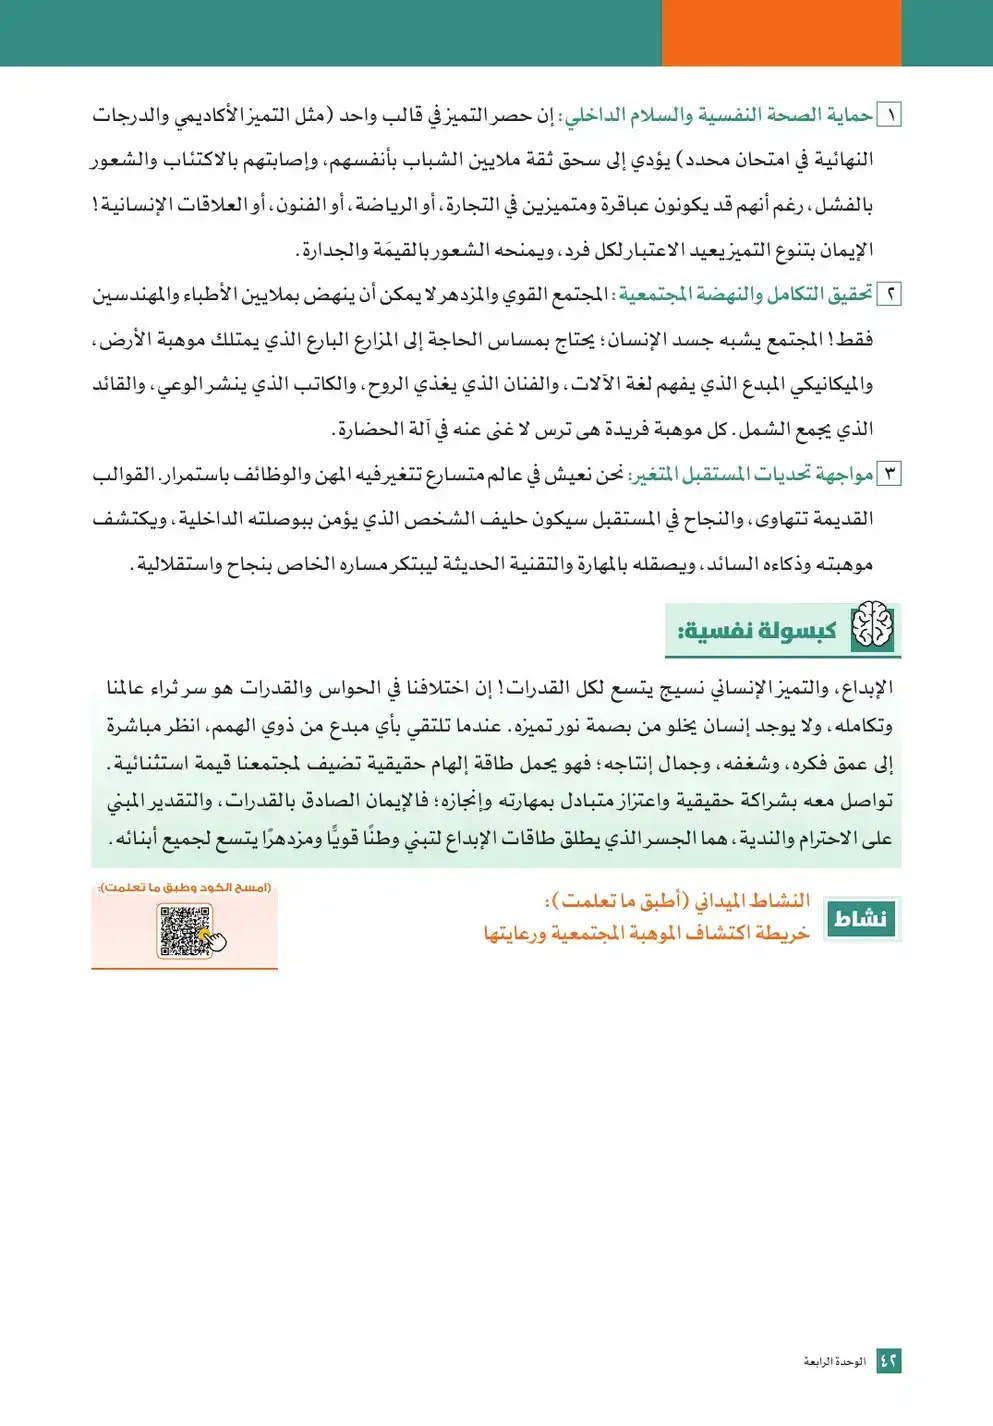 ١ حماية الصحة النفسية والسلام الداخلي: إن حصر التميز في قالب واحد (مثل التميز الأكاديمي والدرجات
النهائية في امتحان محدد) يؤدي إلى سحق ثقة ملايين الشباب بأنفسهم، وإصابتهم بالاكتئاب والشعور
بالفشل، رغم أنهم قد يكونون عباقرة ومتميزين في التجارة، أو الرياضة، أو الفنون، أو العلاقات الإنسانية!
الإيمان بتنوع التميز يعيد الاعتبار لكل فرد، ويمنحه الشعور بالقيمَة والجدارة.
٢ تحقيق التكامل والنهضة المجتمعية: المجتمع القوي والمزدهر لا يمكن أن ينهض بملايين الأطباء والمهندسين
فقط! المجتمع يشبه جسد الإنسان؛ يحتاج بمساس الحاجة إلى المزارع البارع الذي يمتلك موهبة الأرض،
والميكانيكي المبدع الذي يفهم لغة الآلات، والفنان الذي يغذي الروح، والكاتب الذي ينشر الوعي، والقائد
الذي يجمع الشمل. كل موهبة فريدة هى ترس لا غنى عنه في آلة الحضارة.
٣ مواجهة تحديات المستقبل المتغير: نحن نعيش في عالم متسارع تتغير فيه المهن والوظائف باستمرار. القوالب
القديمة تتهاوى، والنجاح في المستقبل سيكون حليف الشخص الذي يؤمن ببوصلته الداخلية، ويكتشف
موهبته وذكاءه السائد، ويصقله بالمهارة والتقنية الحديثة ليبتكر مساره الخاص بنجاح واستقلالية.
كبسولة نفسية:
الإبداع، والتميز الإنساني نسيج يتسع لكل القدرات! إن اختلافنا في الحواس والقدرات هو سر ثراء عالمنا
وتكامله، ولا يوجد إنسان يخلو من بصمة نور تميزه. عندما تلتقي بأي مبدع من ذوي الهمم، انظر مباشرة
إلى عمق فكره، وشغفه، وجمال إنتاجه؛ فهو يحمل طاقة إلهام حقيقية تضيف لمجتمعنا قيمة استثنائية.
تواصل معه بشراكة حقيقية واعتزاز متبادل بمهارته وإنجازه؛ فالإيمان الصادق بالقدرات، والتقدير المبني
على الاحترام والندية، هما الجسر الذي يطلق طاقات الإبداع لتبني وطنًا قويًّا ومزدهرًا يتسع لجميع أبنائه.
نشاط
النشاط الميداني (أطبق ما تعلمت):
خريطة اكتشاف الموهبة المجتمعية ورعايتها
(امسح الكود وطبق ما تعلمت):
٤٢ الوحدة الرابعة